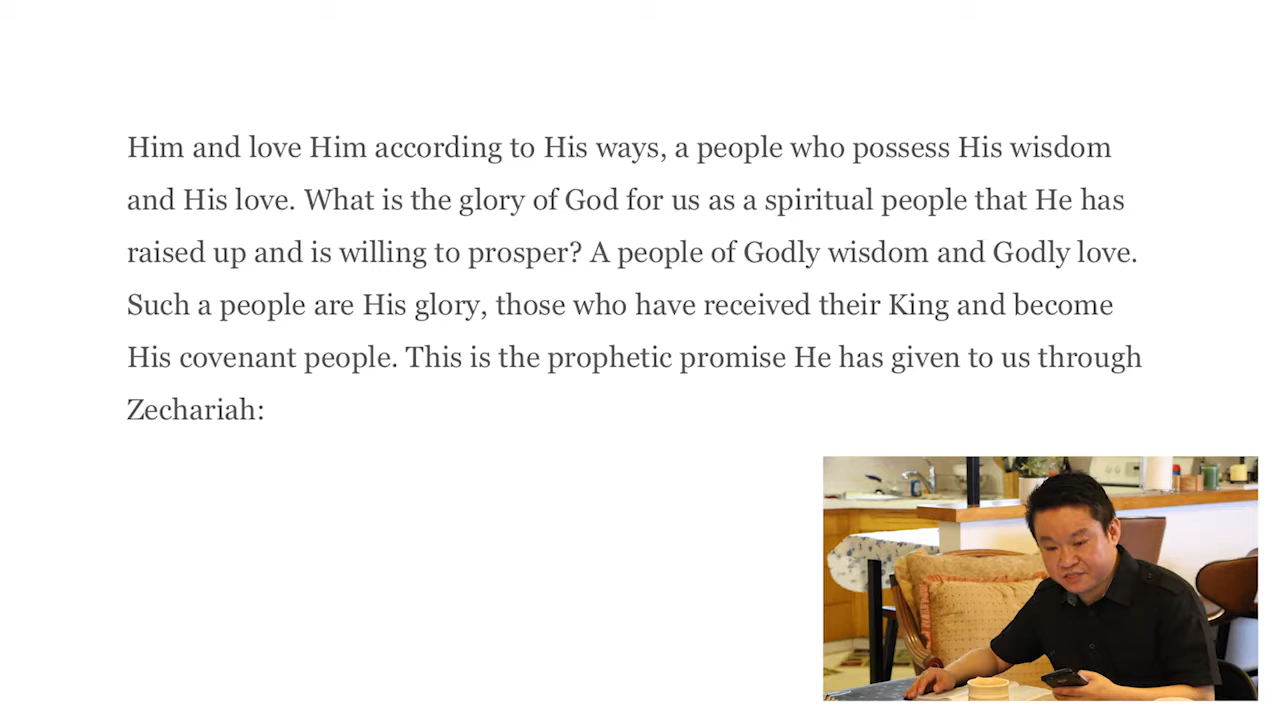 Him and love Him according to His ways, a people who possess His wisdom
and His love. What is the glory of God for us as a spiritual people that He has
raised up and is willing to prosper? A people of Godly wisdom and Godly love.
Such a people are His glory, those who have received their King and become
His covenant people. This is the prophetic promise He has given to us through
Zechariah: